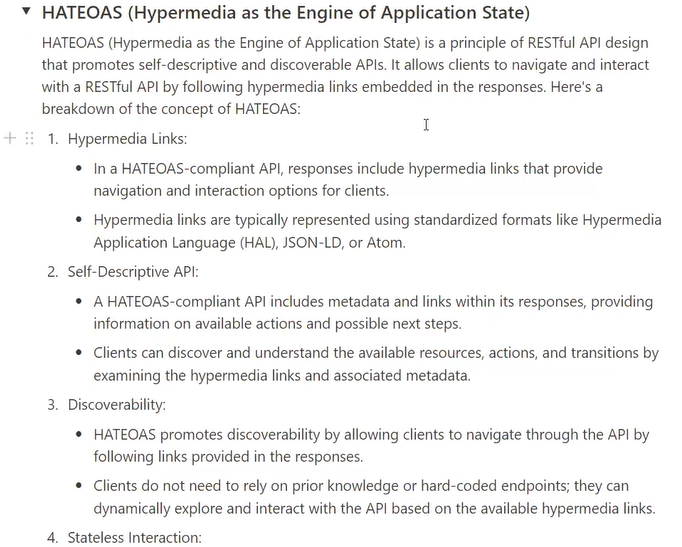 HATEOAS (Hypermedia as the Engine of Application State)
HATEOAS (Hypermedia as the Engine of Application State) is a principle of RESTful API design
that promotes self-descriptive and discoverable APIs. It allows clients to navigate and interact
with a RESTful API by following hypermedia links embedded in the responses. Here's a
breakdown of the concept of HATEOAS:
1. Hypermedia Links:
• In a HATEOAS-compliant API, responses include hypermedia links that provide
navigation and interaction options for clients.
• Hypermedia links are typically represented using standardized formats like Hypermedia
Application Language (HAL), JSON-LD, or Atom.
2. Self-Descriptive API:
• A HATEOAS-compliant API includes metadata and links within its responses, providing
information on available actions and possible next steps.
• Clients can discover and understand the available resources, actions, and transitions by
examining the hypermedia links and associated metadata.
3. Discoverability:
• HATEOAS promotes discoverability by allowing clients to navigate through the API by
following links provided in the responses.
• Clients do not need to rely on prior knowledge or hard-coded endpoints; they can
dynamically explore and interact with the API based on the available hypermedia links.
4. Stateless Interaction: